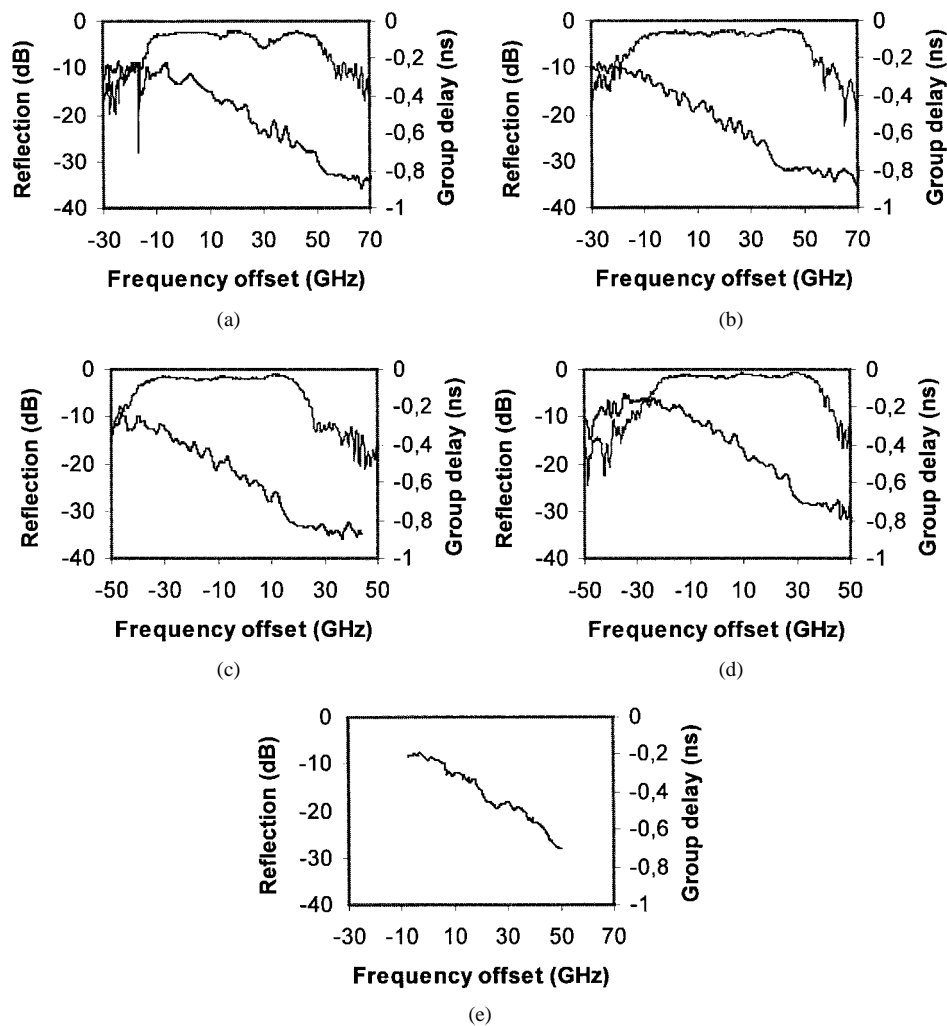 0
-10
-20
-30
-40
Reflection (dB)
0
-0,2
-0,4
-0,6
-0,8
-1
Group delay (ns)
-30 -10 10 30 50 70
Frequency offset (GHz)
(a)
0
-10
-20
-30
-40
Reflection (dB)
0
-0,2
-0,4
-0,6
-0,8
-1
Group delay (ns)
-30 -10 10 30 50 70
Frequency offset (GHz)
(b)
0
-10
-20
-30
-40
Reflection (dB)
0
-0,2
-0,4
-0,6
-0,8
-1
Group delay (ns)
-50 -30 -10 10 30 50
Frequency offset (GHz)
(c)
0
-10
-20
-30
-40
Reflection (dB)
0
-0,2
-0,4
-0,6
-0,8
-1
Group delay (ns)
-50 -30 -10 10 30 50
Frequency offset (GHz)
(d)
0
-10
-20
-30
-40
Reflection (dB)
0
-0,2
-0,4
-0,6
-0,8
-1
Group delay (ns)
-30 -10 10 30 50 70
Frequency offset (GHz)
(e)